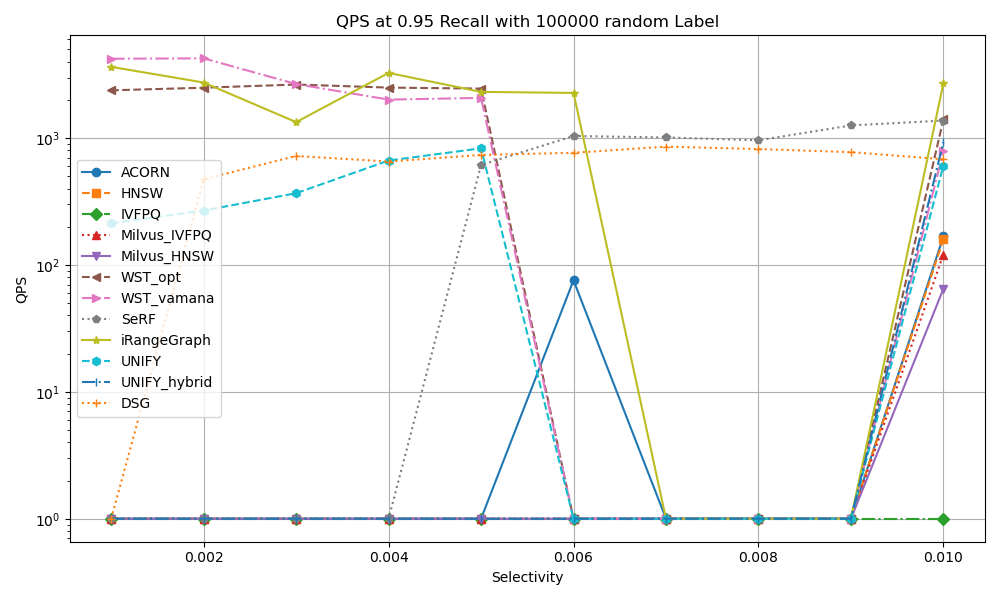 QPS at 0.95 Recall with 100000 random Label
QPS
10³
10²
10¹
10⁰
ACORN
HNSW
IVFPQ
Milvus_IVFPQ
Milvus_HNSW
WST_opt
WST_vamana
SeRF
iRangeGraph
UNIFY
UNIFY_hybrid
DSG
0.002 0.004 0.006 0.008 0.010
Selectivity